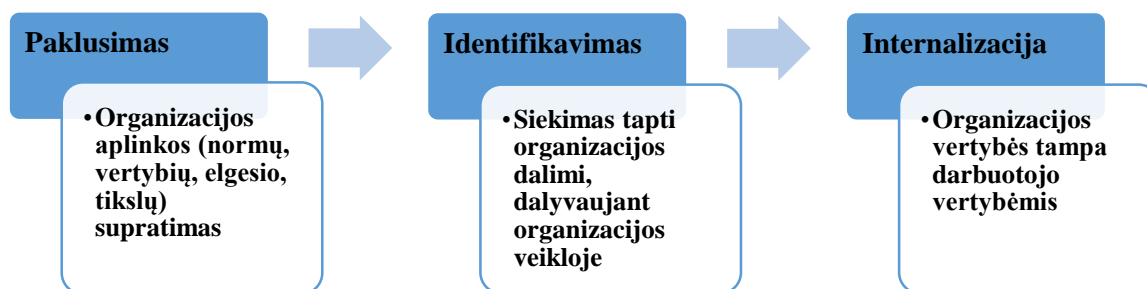 Paklusimas
•Organizacijos
aplinkos (normų,
vertybių, elgesio,
tikslų)
supratimas
Identifikavimas
•Siekimas tapti
organizacijos
dalimi,
dalyvaujant
organizacijos
veikloje
Internalizacija
•Organizacijos
vertybės tampa
darbuotojo
vertybėmis